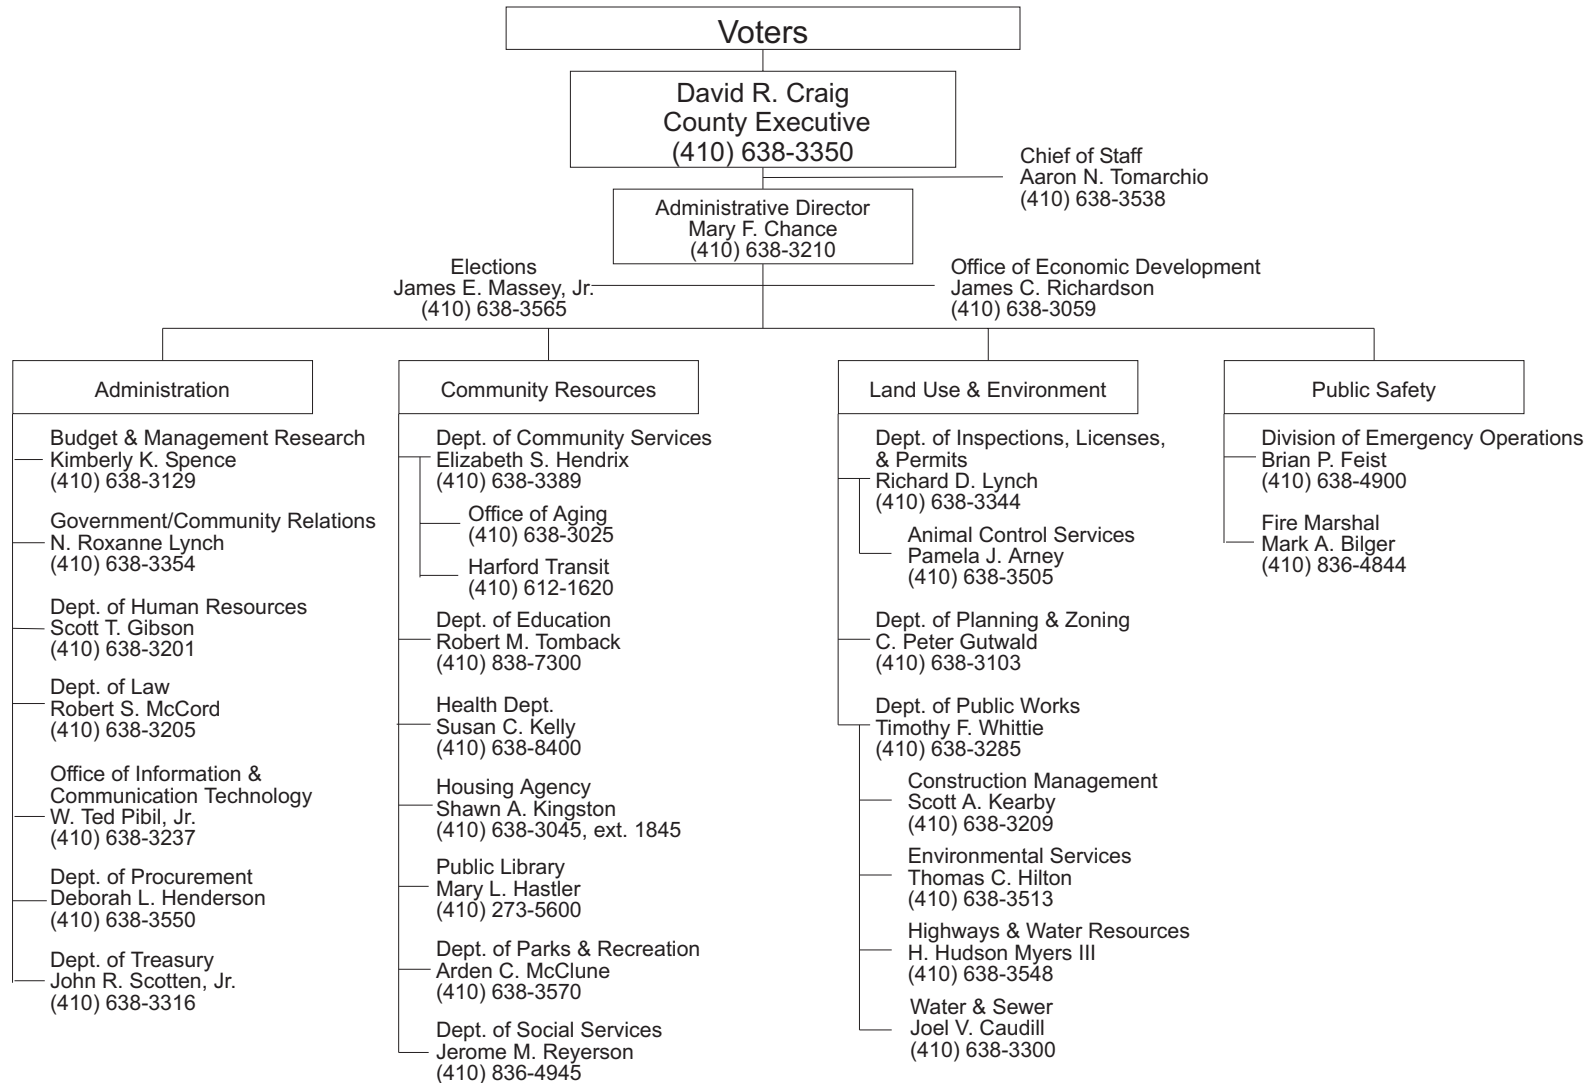 Voters
David R. Craig
County Executive
(410) 638-3350
Chief of Staff
Aaron N. Tomarchio
(410) 638-3538
Administrative Director
Mary F. Chance
(410) 638-3210
Elections
James E. Massey, Jr.
(410) 638-3565
Office of Economic Development
James C. Richardson
(410) 638-3059
Administration
Budget & Management Research
Kimberly K. Spence
(410) 638-3129
Government/Community Relations
N. Roxanne Lynch
(410) 638-3354
Dept. of Human Resources
Scott T. Gibson
(410) 638-3201
Dept. of Law
Robert S. McCord
(410) 638-3205
Office of Information &
Communication Technology
W. Ted Pibil, Jr.
(410) 638-3237
Dept. of Procurement
Deborah L. Henderson
(410) 638-3550
Dept. of Treasury
John R. Scotten, Jr.
(410) 638-3316
Community Resources
Dept. of Community Services
Elizabeth S. Hendrix
(410) 638-3389
Office of Aging
(410) 638-3025
Harford Transit
(410) 612-1620
Dept. of Education
Robert M. Tomback
(410) 838-7300
Health Dept.
Susan C. Kelly
(410) 638-8400
Housing Agency
Shawn A. Kingston
(410) 638-3045, ext. 1845
Public Library
Mary L. Hastler
(410) 273-5600
Dept. of Parks & Recreation
Arden C. McClune
(410) 638-3570
Dept. of Social Services
Jerome M. Reyerson
(410) 836-4945
Land Use & Environment
Dept. of Inspections, Licenses,
& Permits
Richard D. Lynch
(410) 638-3344
Animal Control Services
Pamela J. Arney
(410) 638-3505
Dept. of Planning & Zoning
C. Peter Gutwald
(410) 638-3103
Dept. of Public Works
Timothy F. Whittie
(410) 638-3285
Construction Management
Scott A. Kearby
(410) 638-3209
Environmental Services
Thomas C. Hilton
(410) 638-3513
Highways & Water Resources
H. Hudson Myers III
(410) 638-3548
Water & Sewer
Joel V. Caudill
(410) 638-3300
Public Safety
Division of Emergency Operations
Brian P. Feist
(410) 638-4900
Fire Marshal
Mark A. Bilger
(410) 836-4844